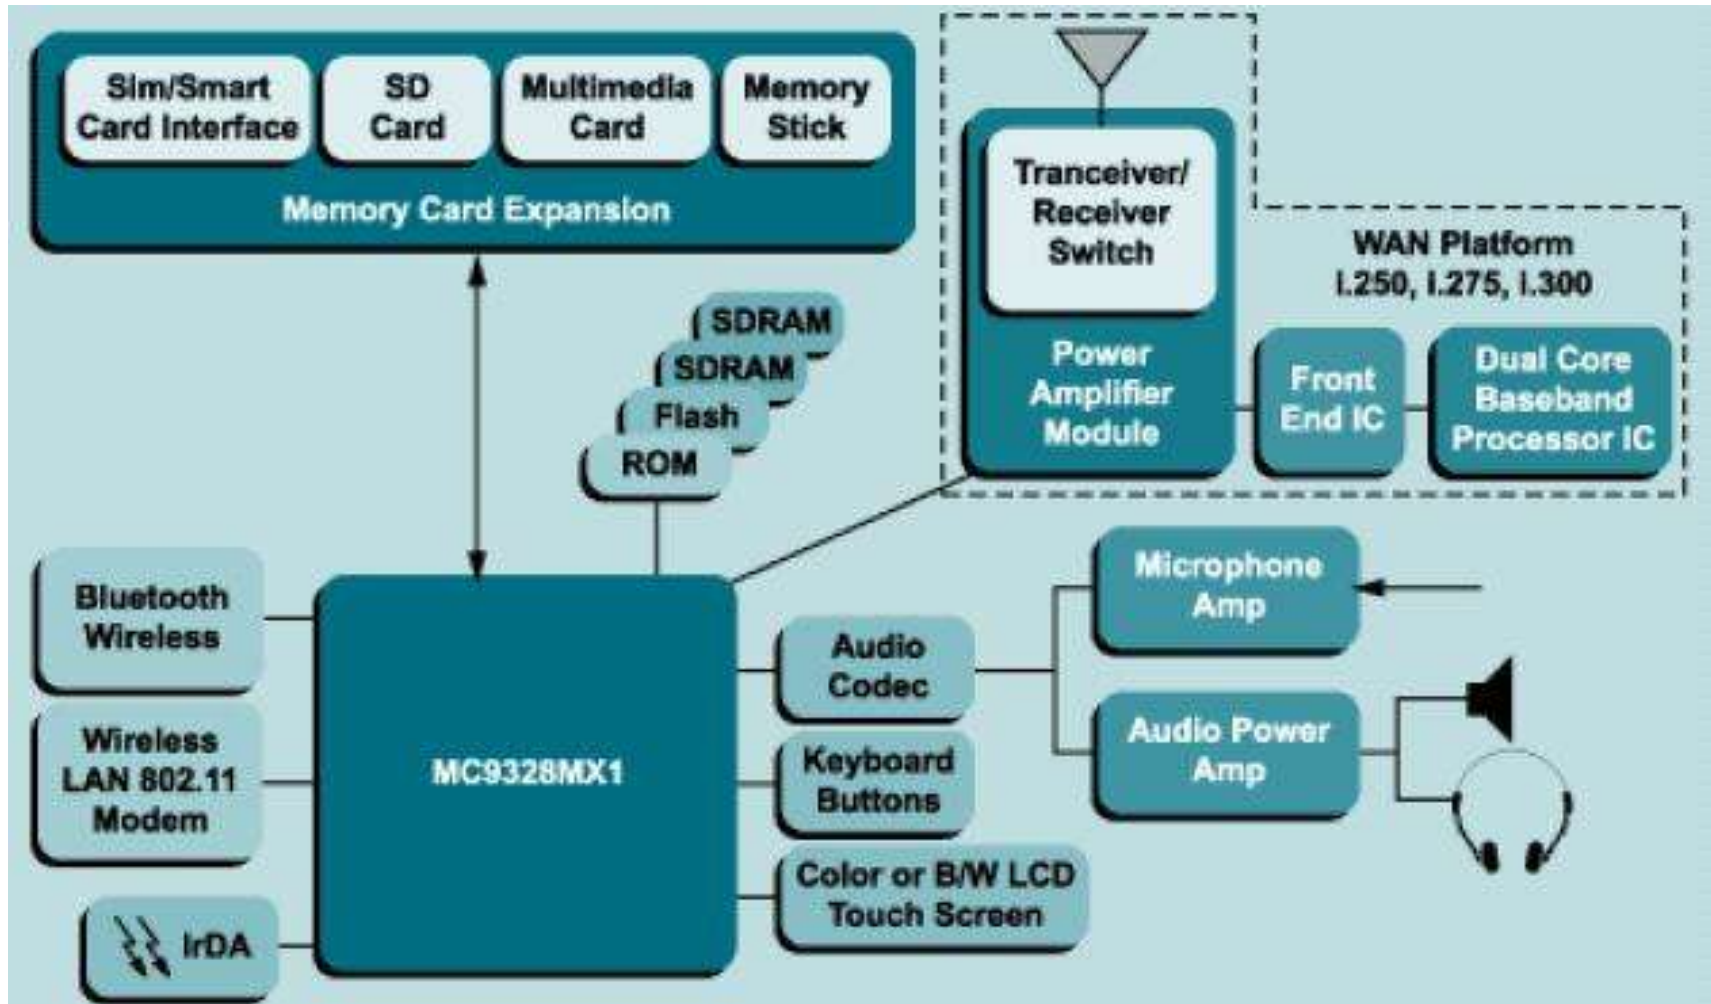 Sim/Smart
Card Interface
SD
Card
Multimedia
Card
Memory
Stick
Memory Card Expansion
Tranceiver/
Receiver
Switch
Power
Amplifier
Module
WAN Platform
i.250, i.275, i.300
Front
End IC
Dual Core
Baseband
Processor IC
SDRAM
SDRAM
Flash
ROM
Bluetooth
Wireless
Wireless
LAN 802.11
Modem
IrDA
MC9328MX1
Audio
Codec
Keyboard
Buttons
Color or B/W LCD
Touch Screen
Microphone
Amp
Audio Power
Amp